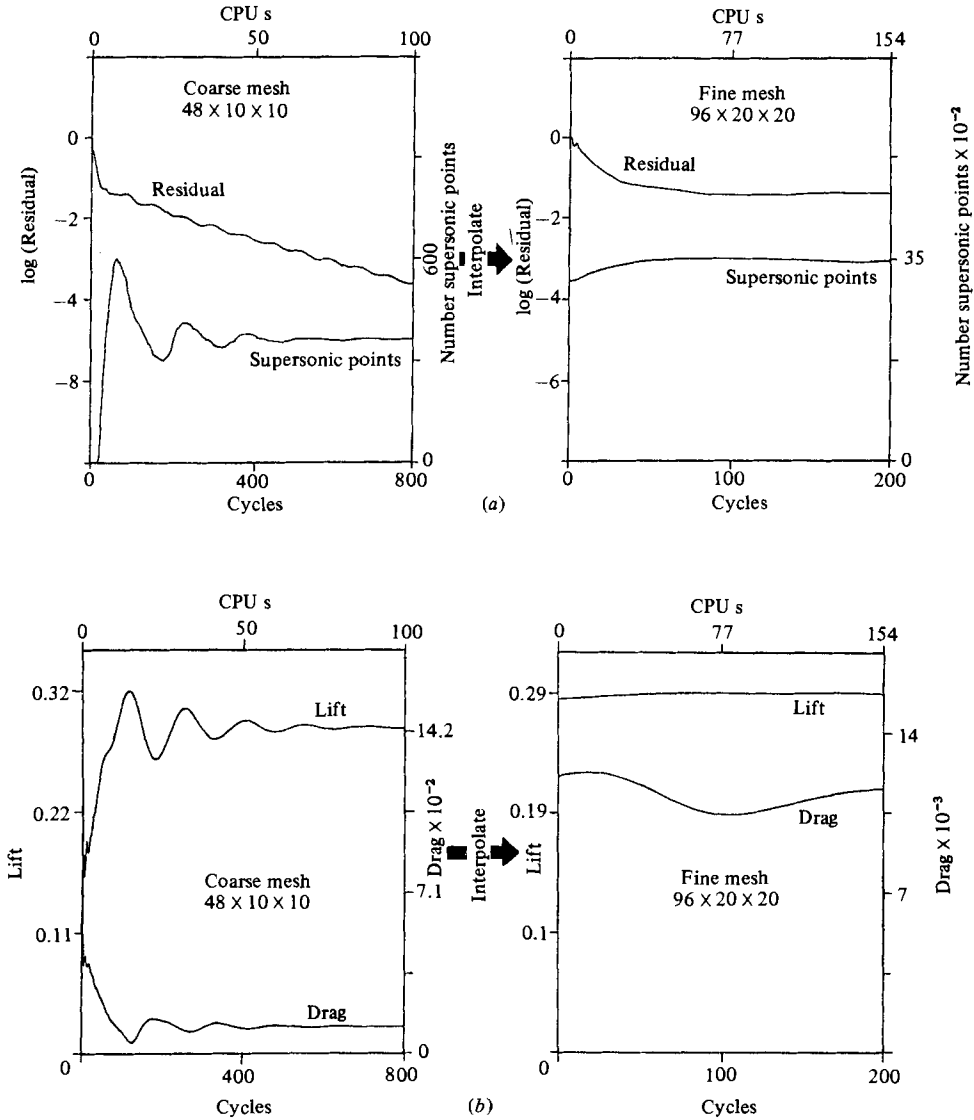 CPU s
0 50 100
Coarse mesh
48 × 10 × 10
0
−2
−4
−8
log (Residual)
Residual
Supersonic points
600
0
Number supersonic points
0 400 800
Cycles
Interpolate
CPU s
0 77 154
Fine mesh
96 × 20 × 20
0
−2
−4
−6
log (Residual)
Residual
Supersonic points
35
0
Number supersonic points × 10⁻²
0 100 200
Cycles
(a)
CPU s
0 50 100
0.32
0.22
0.11
0
Lift
Lift
Coarse mesh
48 × 10 × 10
Drag
14.2
7.1
0
Drag × 10⁻²
0 400 800
Cycles
Interpolate
CPU s
0 77 154
0.29
0.19
0.1
0
Lift
Lift
Drag
Fine mesh
96 × 20 × 20
14
7
Drag × 10⁻³
0 100 200
Cycles
(b)